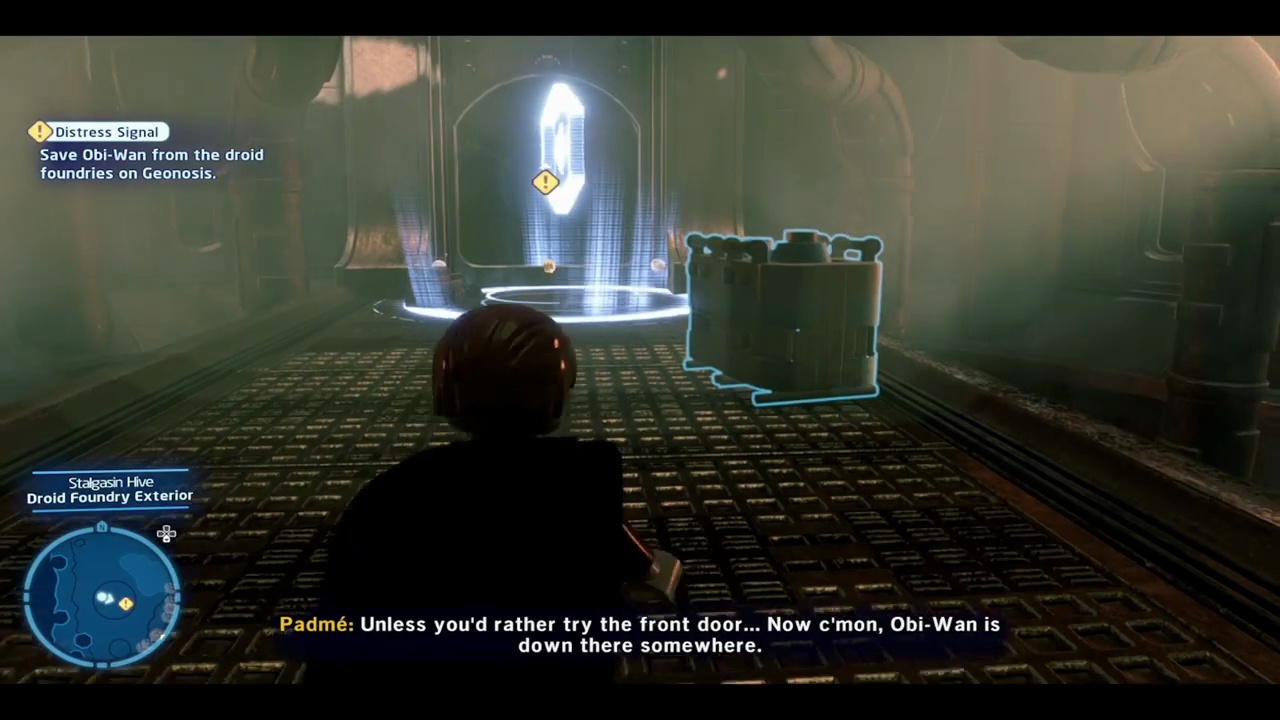 Distress Signal
Save Obi-Wan from the droid
foundries on Geonosis.
Stalgasin Hive
Droid Foundry Exterior
N
Padmé: Unless you'd rather try the front door... Now c'mon, Obi-Wan is
down there somewhere.